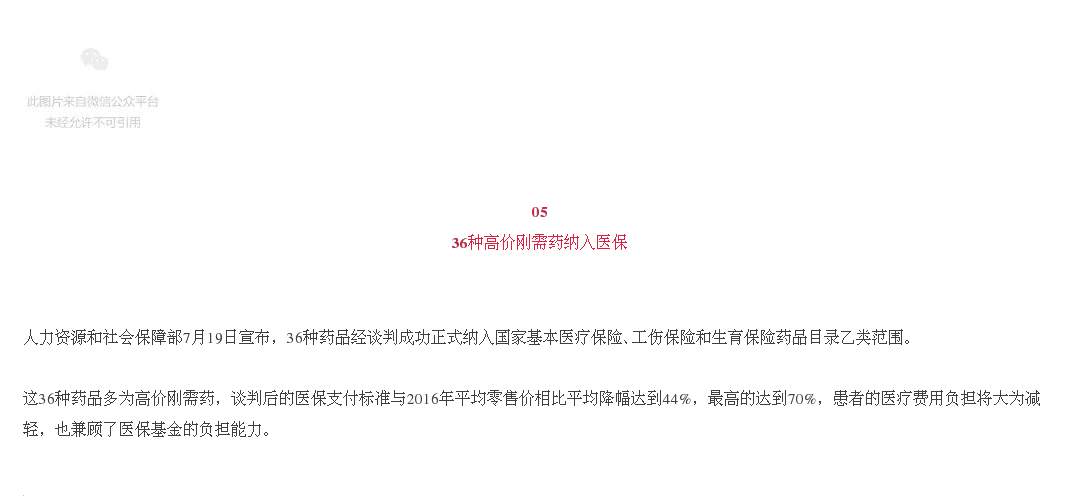 此图片来自微信公众平台
未经允许不可引用
05
36种高价刚需药纳入医保
人力资源和社会保障部7月19日宣布，36种药品经谈判成功正式纳入国家基本医疗保险、工伤保险和生育保险药品目录乙类范围。
这36种药品多为高价刚需药，谈判后的医保支付标准与2016年平均零售价相比平均降幅达到44%，最高的达到70%，患者的医疗费用负担将大为减
轻，也兼顾了医保基金的负担能力。